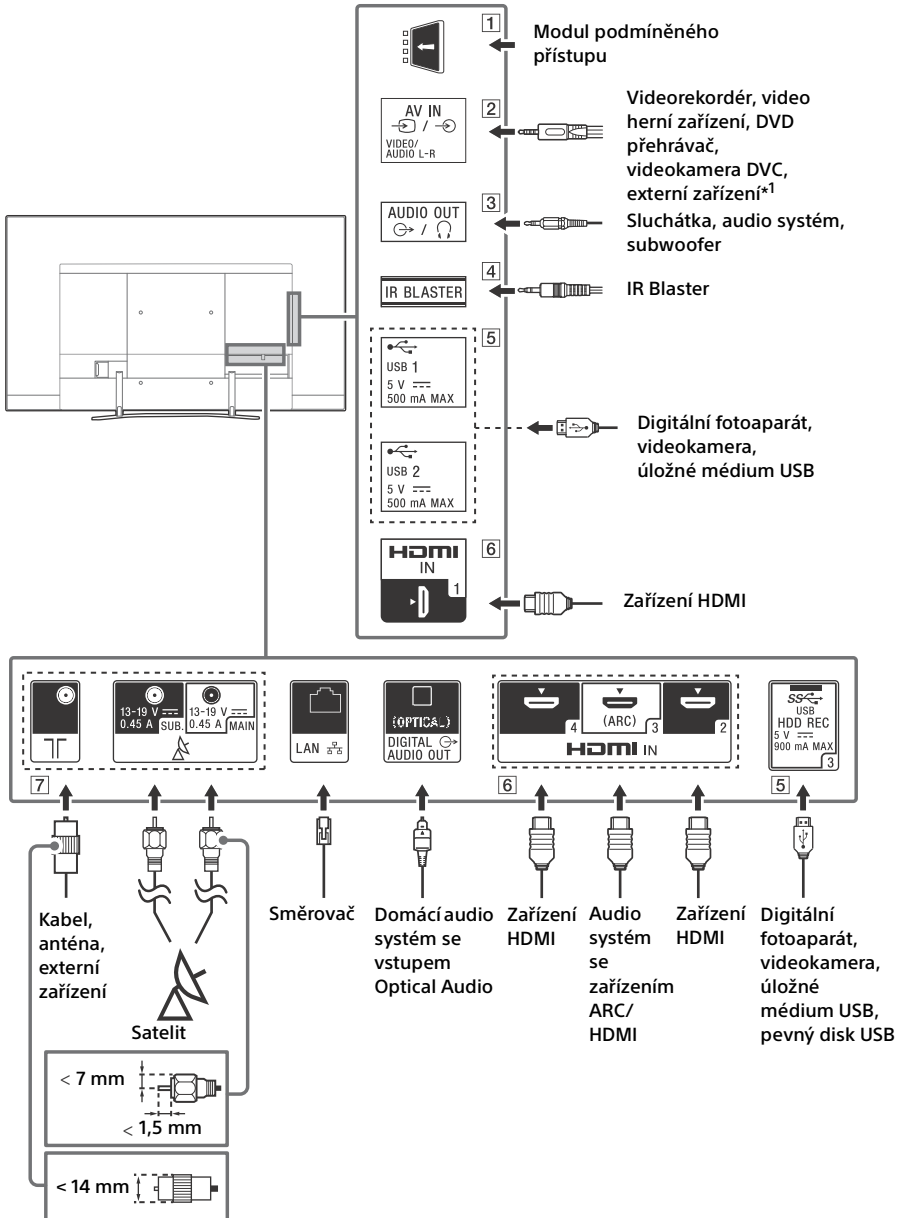 1
Modul podmíněného
přístupu
2
AV IN
/
VIDEO/
AUDIO L-R
Videorekordér, video
herní zařízení, DVD
přehrávač,
videokamera DVC,
externí zařízení*1
3
AUDIO OUT
/
Sluchátka, audio systém,
subwoofer
4
IR BLASTER
IR Blaster
5
USB 1
5 V
500 mA MAX
USB 2
5 V
500 mA MAX
Digitální fotoaparát,
videokamera,
úložné médium USB
6
HDMI
IN
1
Zařízení HDMI
13-19 V
0.45 A SUB.
13-19 V
0.45 A MAIN
LAN
(OPTICAL)
DIGITAL
AUDIO OUT
4
(ARC)
3
2
HDMI IN
SS
USB
HDD REC
5 V
900 mA MAX
3
7
6
5
Kabel,
anténa,
externí
zařízení
Satelit
Směrovač
Domácí audio
systém se
vstupem
Optical Audio
Zařízení
HDMI
Audio
systém
se
zařízením
ARC/
HDMI
Zařízení
HDMI
Digitální
fotoaparát,
videokamera,
úložné
médium USB,
pevný disk USB
< 7 mm
< 1,5 mm
< 14 mm